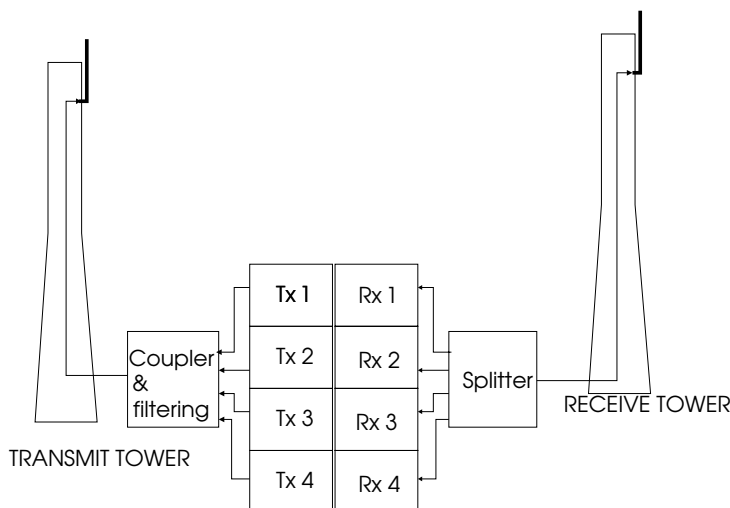 Tx 1
Rx 1
Coupler
&
filtering
Tx 2
Rx 2
Splitter
Tx 3
Rx 3
RECEIVE TOWER
TRANSMIT TOWER
Tx 4
Rx 4